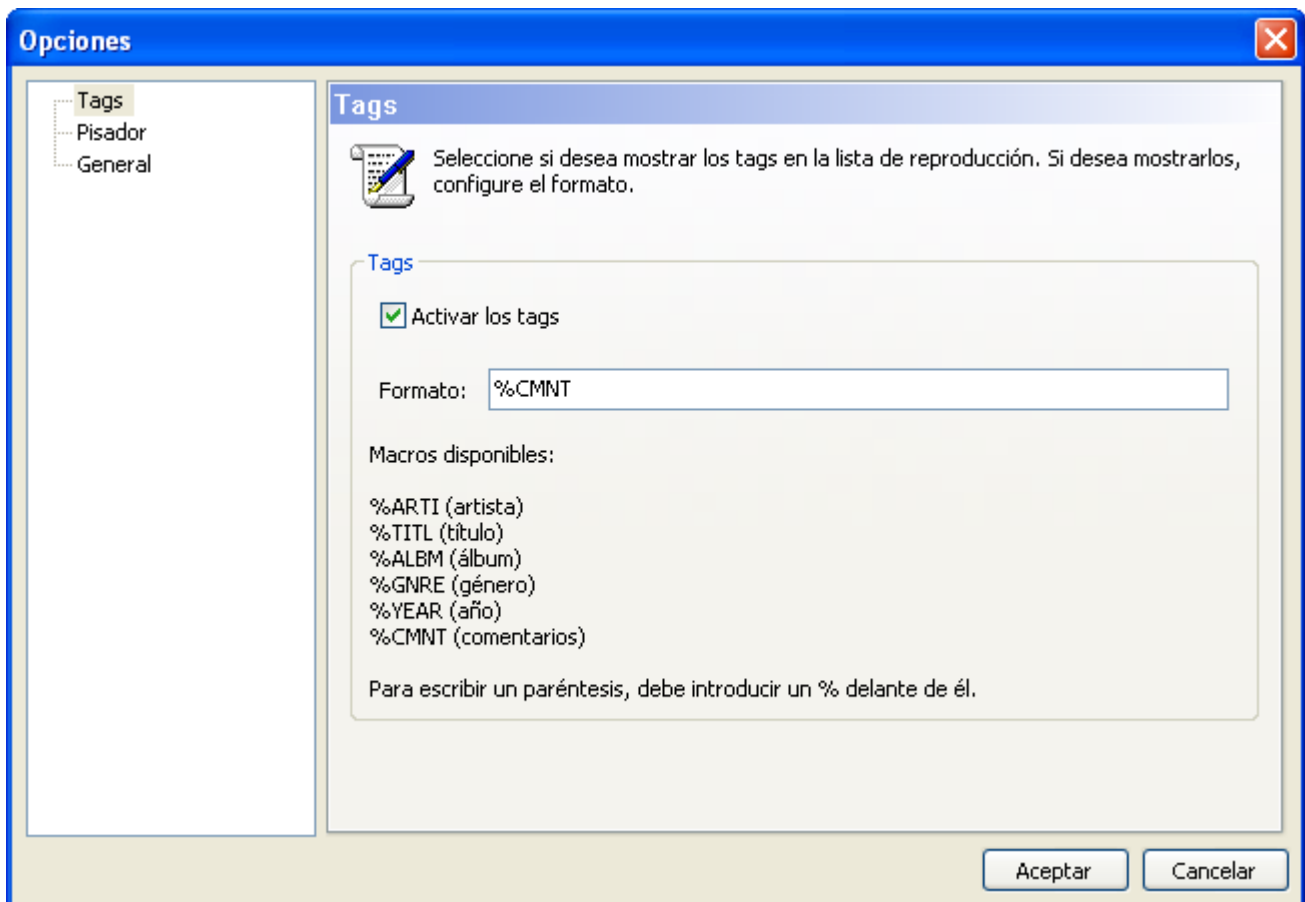 Opciones
Tags
Pisador
General
Tags
Seleccione si desea mostrar los tags en la lista de reproducción. Si desea mostrarlos,
configure el formato.
Tags
Activar los tags
Formato: %CMNT
Macros disponibles:
%ARTI (artista)
%TITL (título)
%ALBM (álbum)
%GNRE (género)
%YEAR (año)
%CMNT (comentarios)
Para escribir un paréntesis, debe introducir un % delante de él.
Aceptar Cancelar